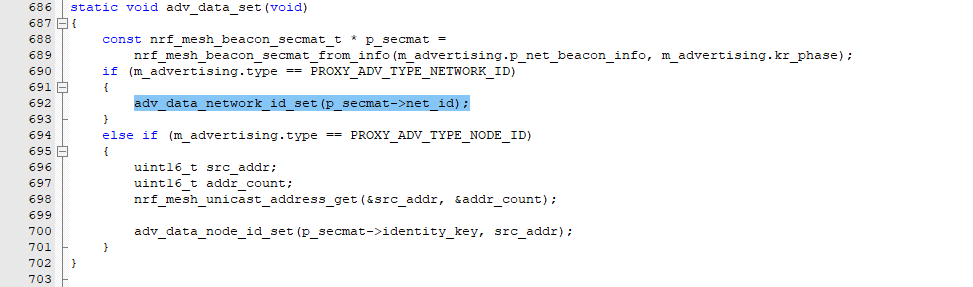 686 static void adv_data_set(void)
687 {
688 const nrf_mesh_beacon_secmat_t * p_secmat =
689 nrf_mesh_beacon_secmat_from_info(m_advertising.p_net_beacon_info, m_advertising.kr_phase);
690 if (m_advertising.type == PROXY_ADV_TYPE_NETWORK_ID)
691 {
692 adv_data_network_id_set(p_secmat->net_id);
693 }
694 else if (m_advertising.type == PROXY_ADV_TYPE_NODE_ID)
695 {
696 uint16_t src_addr;
697 uint16_t addr_count;
698 nrf_mesh_unicast_address_get(&src_addr, &addr_count);
699
700 adv_data_node_id_set(p_secmat->identity_key, src_addr);
701 }
702 }
703